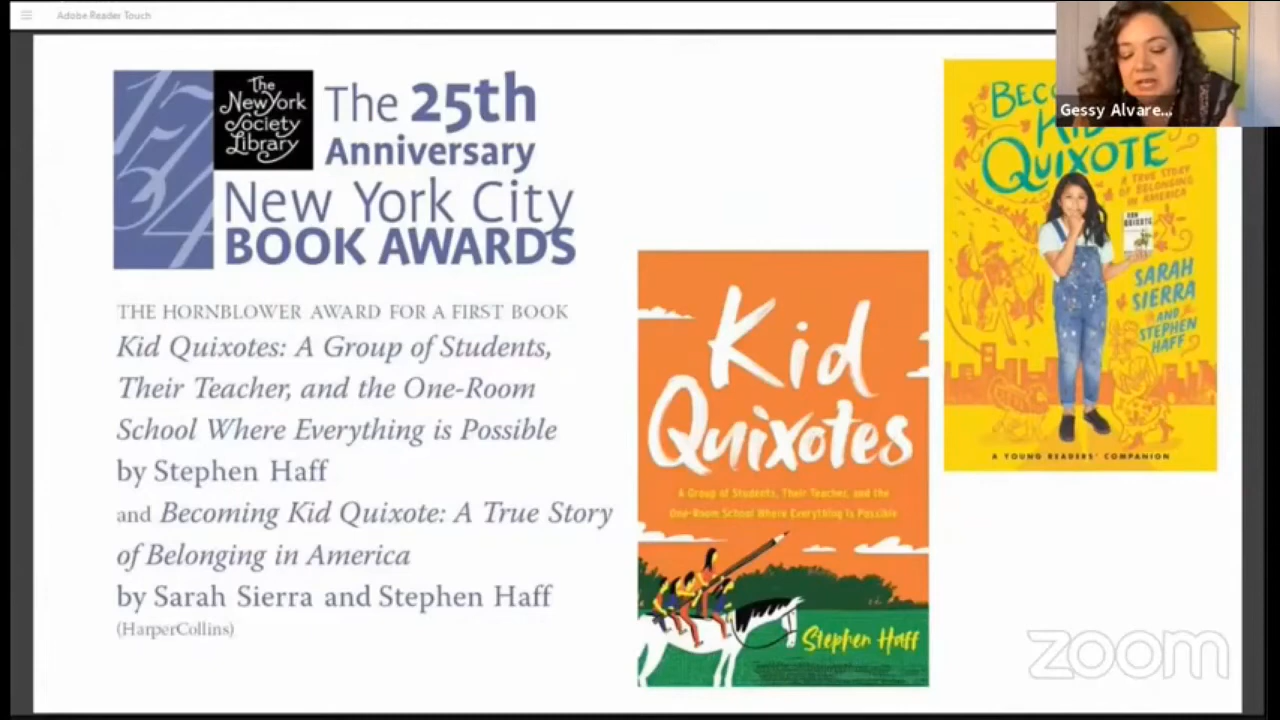 Adobe Reader Touch
1754
The
New York
Society
Library
The 25th
Anniversary
New York City
BOOK AWARDS
THE HORNBLOWER AWARD FOR A FIRST BOOK
Kid Quixotes: A Group of Students,
Their Teacher, and the One-Room
School Where Everything is Possible
by Stephen Haff
and Becoming Kid Quixote: A True Story
of Belonging in America
by Sarah Sierra and Stephen Haff
(HarperCollins)
Kid
Quixotes
A Group of Students, Their Teacher, and the
One-Room School Where Everything Is Possible
Stephen Haff
Gessy Alvare...
QUIXOTE
A TRUE STORY
OF BELONGING
IN AMERICA
DON
QUIXOTE
SARAH
SIERRA
AND
STEPHEN
HAFF
A YOUNG READERS' COMPANION
zoom